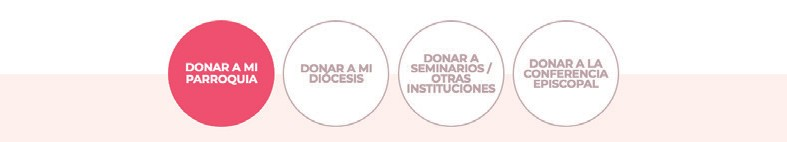 DONAR A MI
PARROQUIA
DONAR A MI
DIÓCESIS
DONAR A
SEMINARIOS /
OTRAS
INSTITUCIONES
DONAR A LA
CONFERENCIA
EPISCOPAL